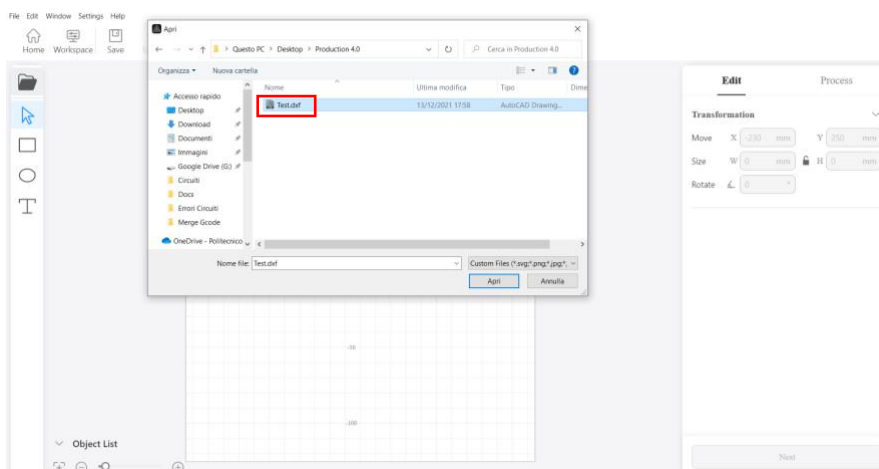 File Edit Window Settings Help
Home Workspace Save
Apri
Questo PC > Desktop > Production 4.0
Cerca in Production 4.0
Organizza Nuova cartella
Nome Ultima modifica Tipo Dime
Accesso rapido
Desktop
Download
Documenti
Immagini
Google Drive (G:)
Circuiti
Docs
Errori Circuiti
Merge Gcode
OneDrive - Politecnico
Test.dxf 13/12/2021 17:58 AutoCAD Drawing...
Nome file: Test.dxf Custom Files (*.svg;*.png;*.jpg;*.
Apri Annulla
Edit Process
Transformation
Move X -230 mm Y 250 mm
Size W 0 mm H 0 mm
Rotate 0 °
-100
Object List
Next